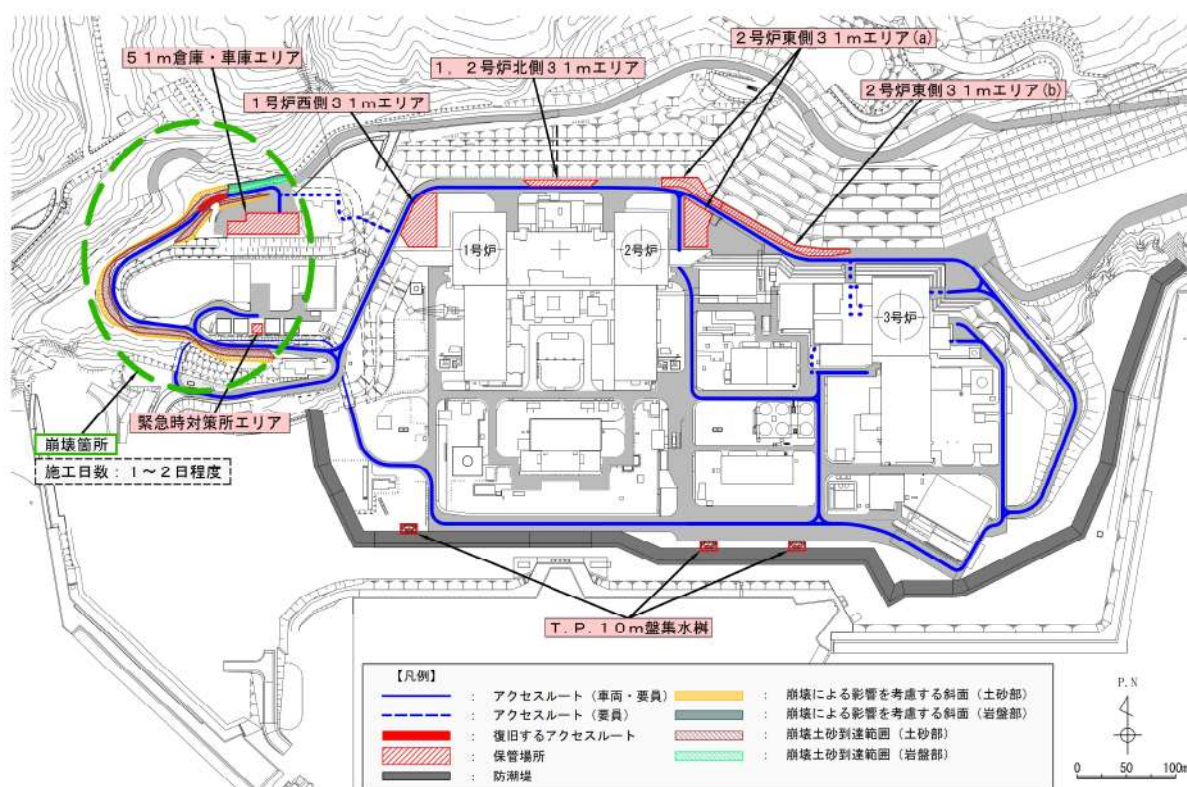 ２号炉東側３１ｍエリア(a)
５１ｍ倉庫・車庫エリア
１，２号炉北側３１ｍエリア
２号炉東側３１ｍエリア(b)
１号炉西側３１ｍエリア
1号炉
2号炉
3号炉
緊急時対策所エリア
崩壊箇所
施工日数：１～２日程度
Ｔ．Ｐ．１０ｍ盤集水桝
【凡例】
： アクセスルート（車両・要員）
： アクセスルート（要員）
： 復旧するアクセスルート
： 保管場所
： 防潮堤
： 崩壊による影響を考慮する斜面（土砂部）
： 崩壊による影響を考慮する斜面（岩盤部）
： 崩壊土砂到達範囲（土砂部）
： 崩壊土砂到達範囲（岩盤部）
P.N
0 50 100m